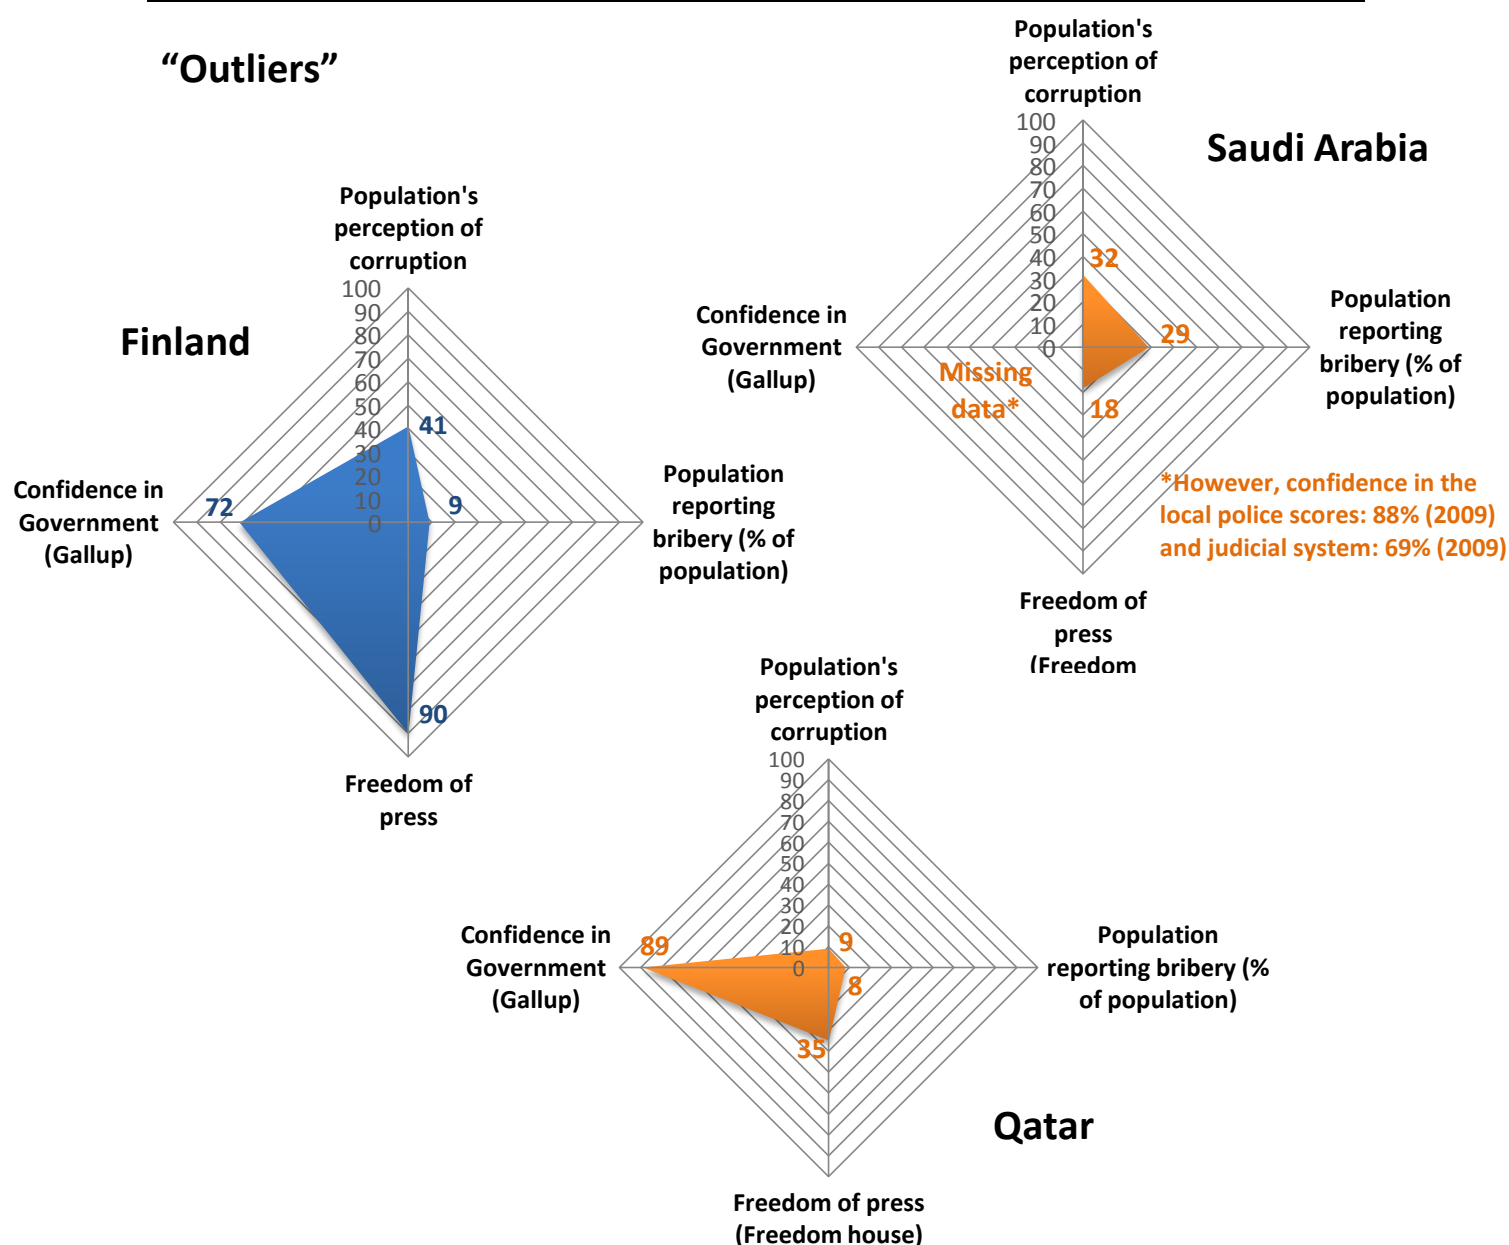 “Outliers”
Population's
perception of
corruption
Saudi Arabia
100
90
80
70
60
50
40
30
20
10
0
32
29
18
Confidence in
Government
(Gallup)
Missing
data*
Population
reporting
bribery (% of
population)
*However, confidence in the
local police scores: 88% (2009)
and judicial system: 69% (2009)
Freedom of
press
(Freedom
Finland
Population's
perception of
corruption
100
90
80
70
60
50
40
30
20
10
0
41
9
72
90
Confidence in
Government
(Gallup)
Population
reporting
bribery (% of
population)
Freedom of
press
Population's
perception of
corruption
100
90
80
70
60
50
40
30
20
10
0
9
8
89
35
Confidence in
Government
(Gallup)
Population
reporting bribery (%
of population)
Qatar
Freedom of press
(Freedom house)